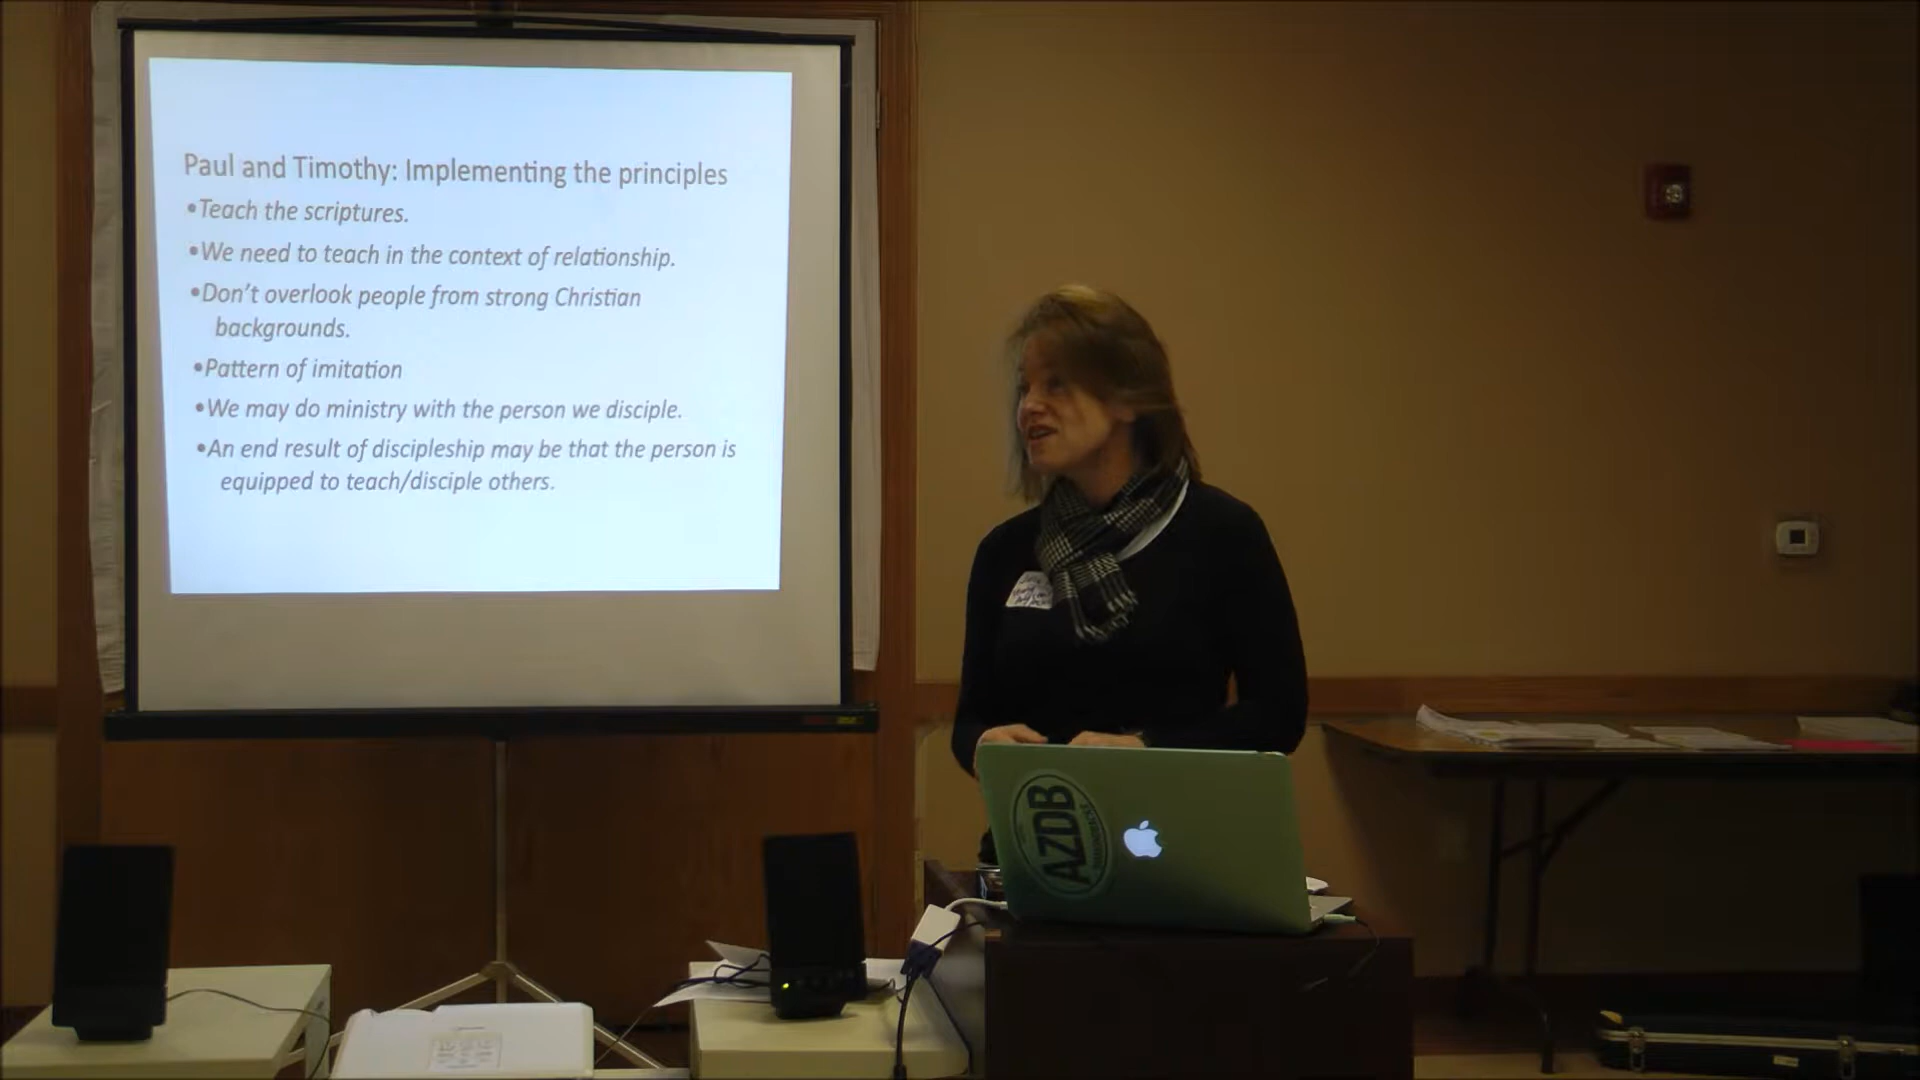 Paul and Timothy: Implementing the principles
•Teach the scriptures.
•We need to teach in the context of relationship.
•Don't overlook people from strong Christian
backgrounds.
•Pattern of imitation
•We may do ministry with the person we disciple.
•An end result of discipleship may be that the person is
equipped to teach/disciple others.
AZDB